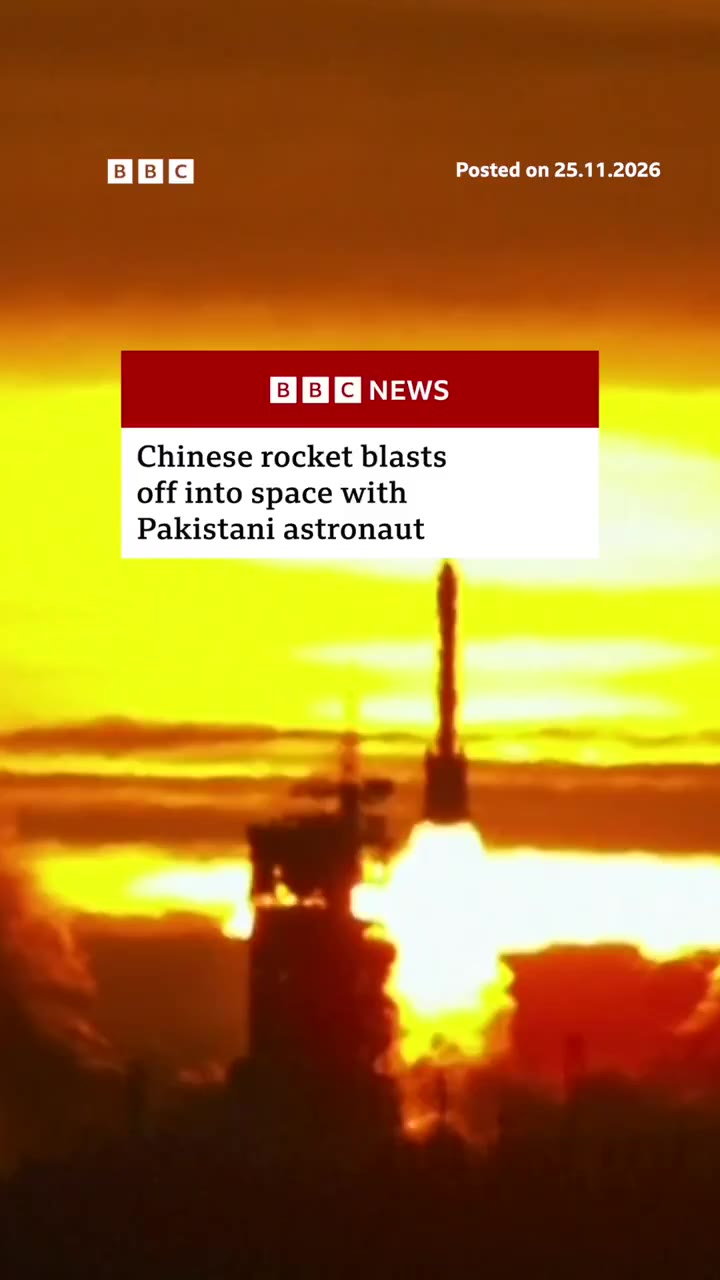 BBC
Posted on 25.11.2026
BBC NEWS
Chinese rocket blasts
off into space with
Pakistani astronaut